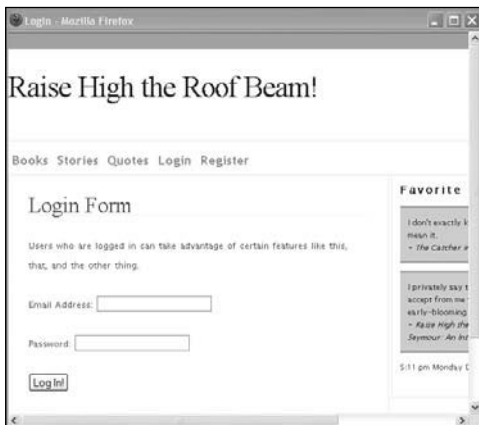 Login - Mozilla Firefox
Raise High the Roof Beam!
Books Stories Quotes Login Register
Login Form
Users who are logged in can take advantage of certain features like this,
that, and the other thing.
Email Address:
Password:
Log In!
Favorite
I don't exactly k
mean it.
- The Catcher i
I privately say t
accept from me
early-blooming
- Raise High the
Seymour: An Int
5:11 pm Monday D